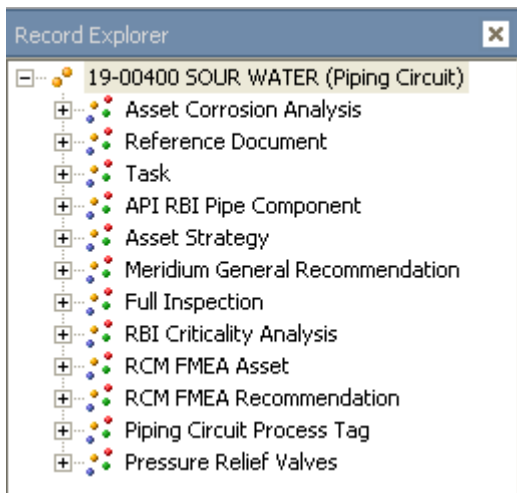 Record Explorer
19-00400 SOUR WATER (Piping Circuit)
Asset Corrosion Analysis
Reference Document
Task
API RBI Pipe Component
Asset Strategy
Meridium General Recommendation
Full Inspection
RBI Criticality Analysis
RCM FMEA Asset
RCM FMEA Recommendation
Piping Circuit Process Tag
Pressure Relief Valves